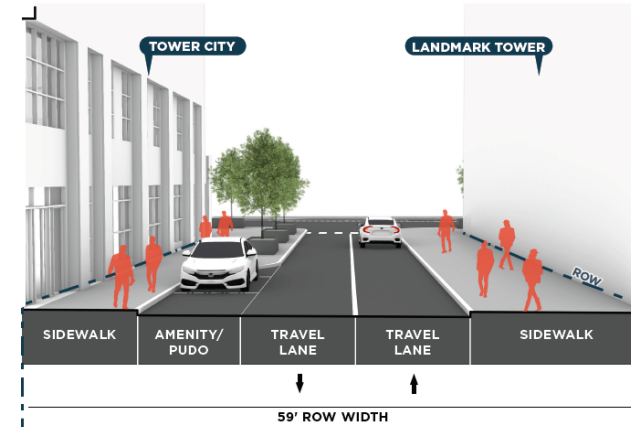 TOWER CITY
LANDMARK TOWER
ROW
SIDEWALK
AMENITY/
PUDO
TRAVEL
LANE
TRAVEL
LANE
SIDEWALK
59' ROW WIDTH